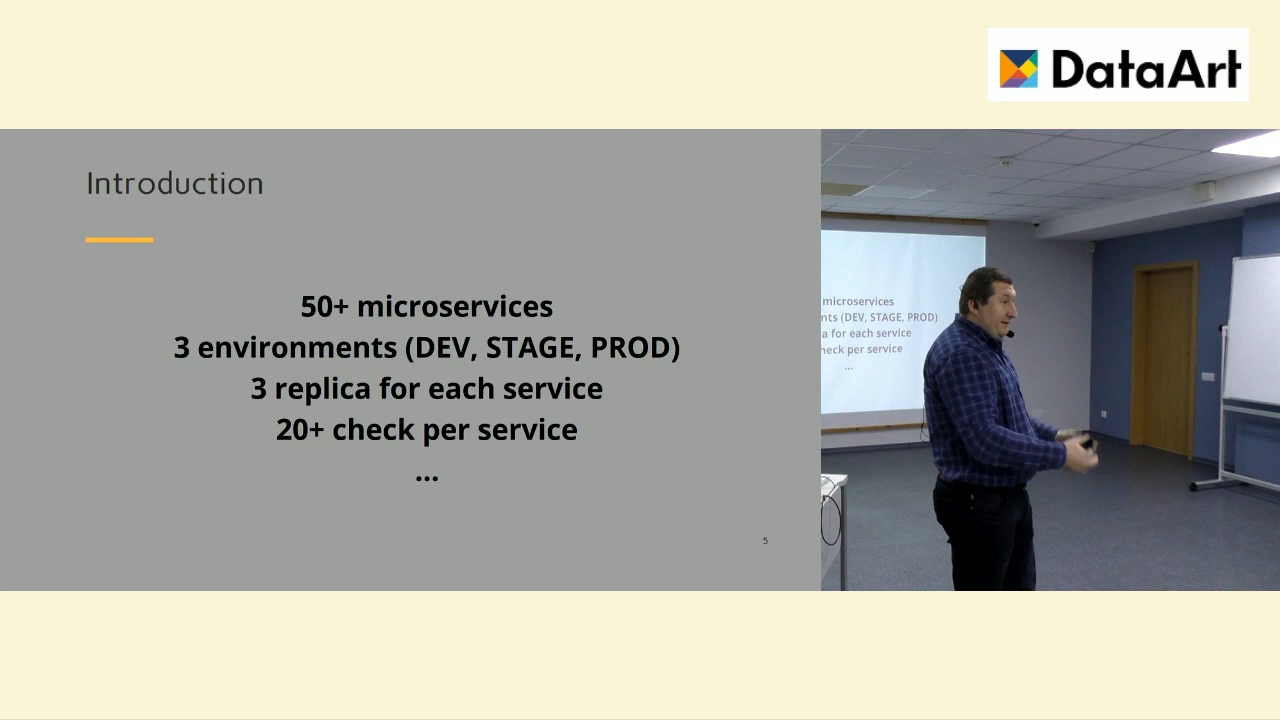 DataArt
Introduction
50+ microservices
3 environments (DEV, STAGE, PROD)
3 replica for each service
20+ check per service
...
5
microservices
nts (DEV, STAGE, PROD)
a for each service
heck per service
...